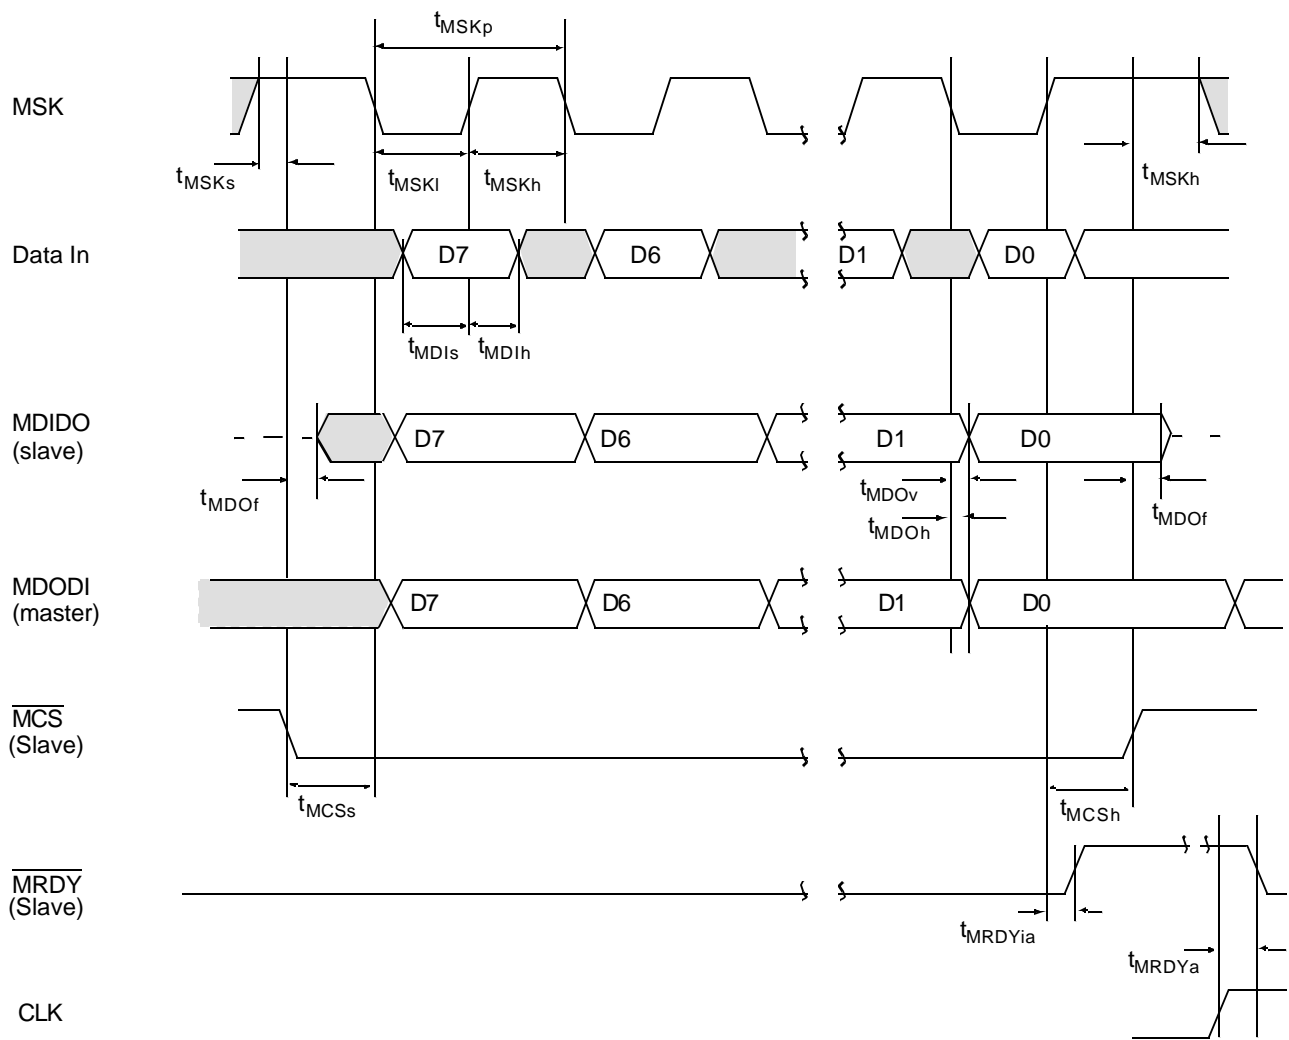 tMSKp
MSK
tMSKs
tMSKl
tMSKh
tMSKh
Data In
D7
D6
D1
D0
tMDIs
tMDIh
MDIDO
(slave)
D7
D6
D1
D0
tMDOf
tMDOv
tMDOh
tMDOf
MDODI
(master)
D7
D6
D1
D0
MCS
(Slave)
tMCSs
tMCSh
MRDY
(Slave)
tMRDYia
tMRDYa
CLK